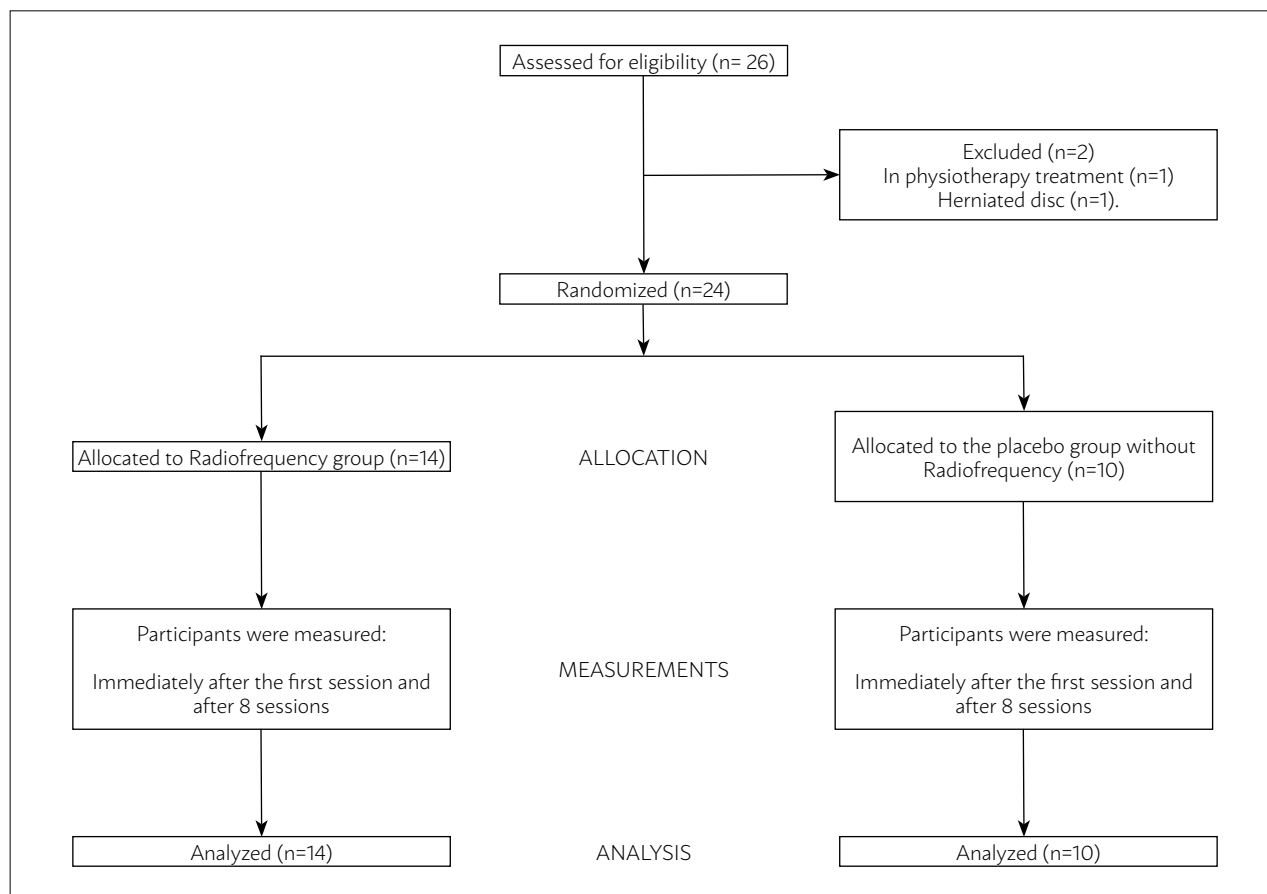 Assessed for eligibility (n= 26)
Excluded (n=2)
In physiotherapy treatment (n=1)
Herniated disc (n=1).
Randomized (n=24)
Allocated to Radiofrequency group (n=14)
ALLOCATION
Allocated to the placebo group without
Radiofrequency (n=10)
Participants were measured:
Immediately after the first session and
after 8 sessions
MEASUREMENTS
Participants were measured:
Immediately after the first session and
after 8 sessions
Analyzed (n=14)
ANALYSIS
Analyzed (n=10)